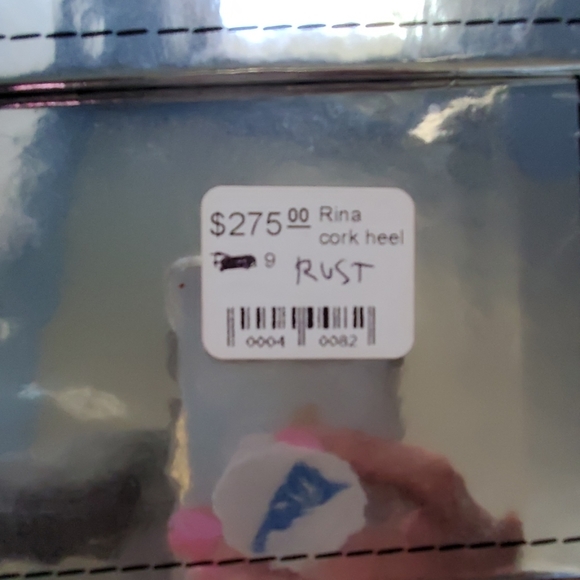 $275.00 Rina
cork heel
9 RUST
0004 0082